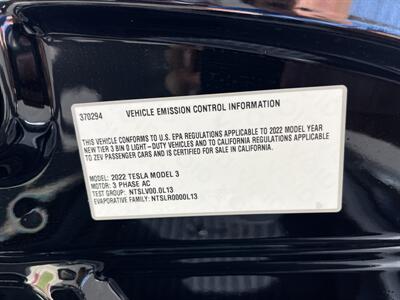 VEHICLE EMISSION CONTROL INFORMATION
370294
THIS VEHICLE CONFORMS TO U.S. EPA REGULATIONS APPLICABLE TO 2022 MODEL YEAR
NEW TIER 3 BIN 0 LIGHT-DUTY VEHICLES AND TO CALIFORNIA REGULATIONS APPLICABLE
TO ZEV PASSENGER CARS AND IS CERTIFIED FOR SALE IN CALIFORNIA.
MODEL: 2022 TESLA MODEL 3
MOTOR: 3 PHASE AC
TEST GROUP: NTSLV00.0L13
EVAPORATIVE FAMILY: NTSLR0000L13